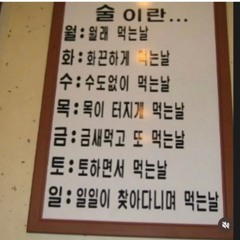 술이란...
월:월래 먹는날
화:화끈하게 먹는날
수:수도없이 먹는날
목:목이 터지개 먹는날
금:금새먹고 또 먹는날
토:토하면서 먹는날
일:일일이 찾아다니며 먹는날